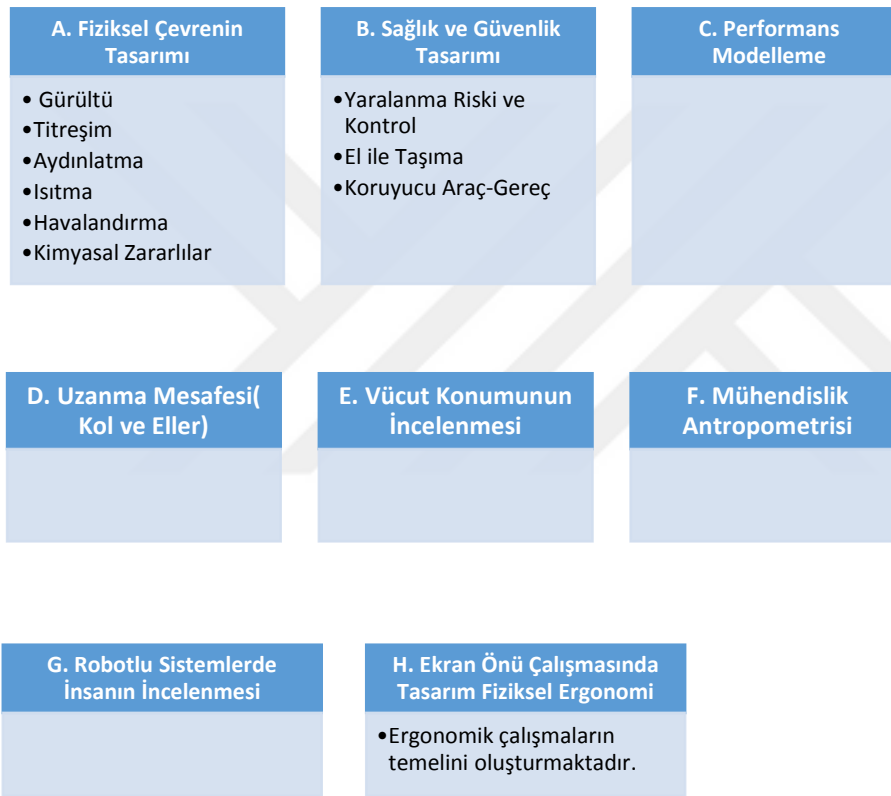 A. Fiziksel Çevrenin
Tasarımı
• Gürültü
•Titreşim
•Aydınlatma
•Isıtma
•Havalandırma
•Kimyasal Zararlılar
B. Sağlık ve Güvenlik
Tasarımı
•Yaralanma Riski ve
Kontrol
•El ile Taşıma
•Koruyucu Araç-Gereç
C. Performans
Modelleme
D. Uzanma Mesafesi(
Kol ve Eller)
E. Vücut Konumunun
İncelenmesi
F. Mühendislik
Antropometrisi
G. Robotlu Sistemlerde
İnsanın İncelenmesi
H. Ekran Önü Çalışmasında
Tasarım Fiziksel Ergonomi
•Ergonomik çalışmaların
temelini oluşturmaktadır.